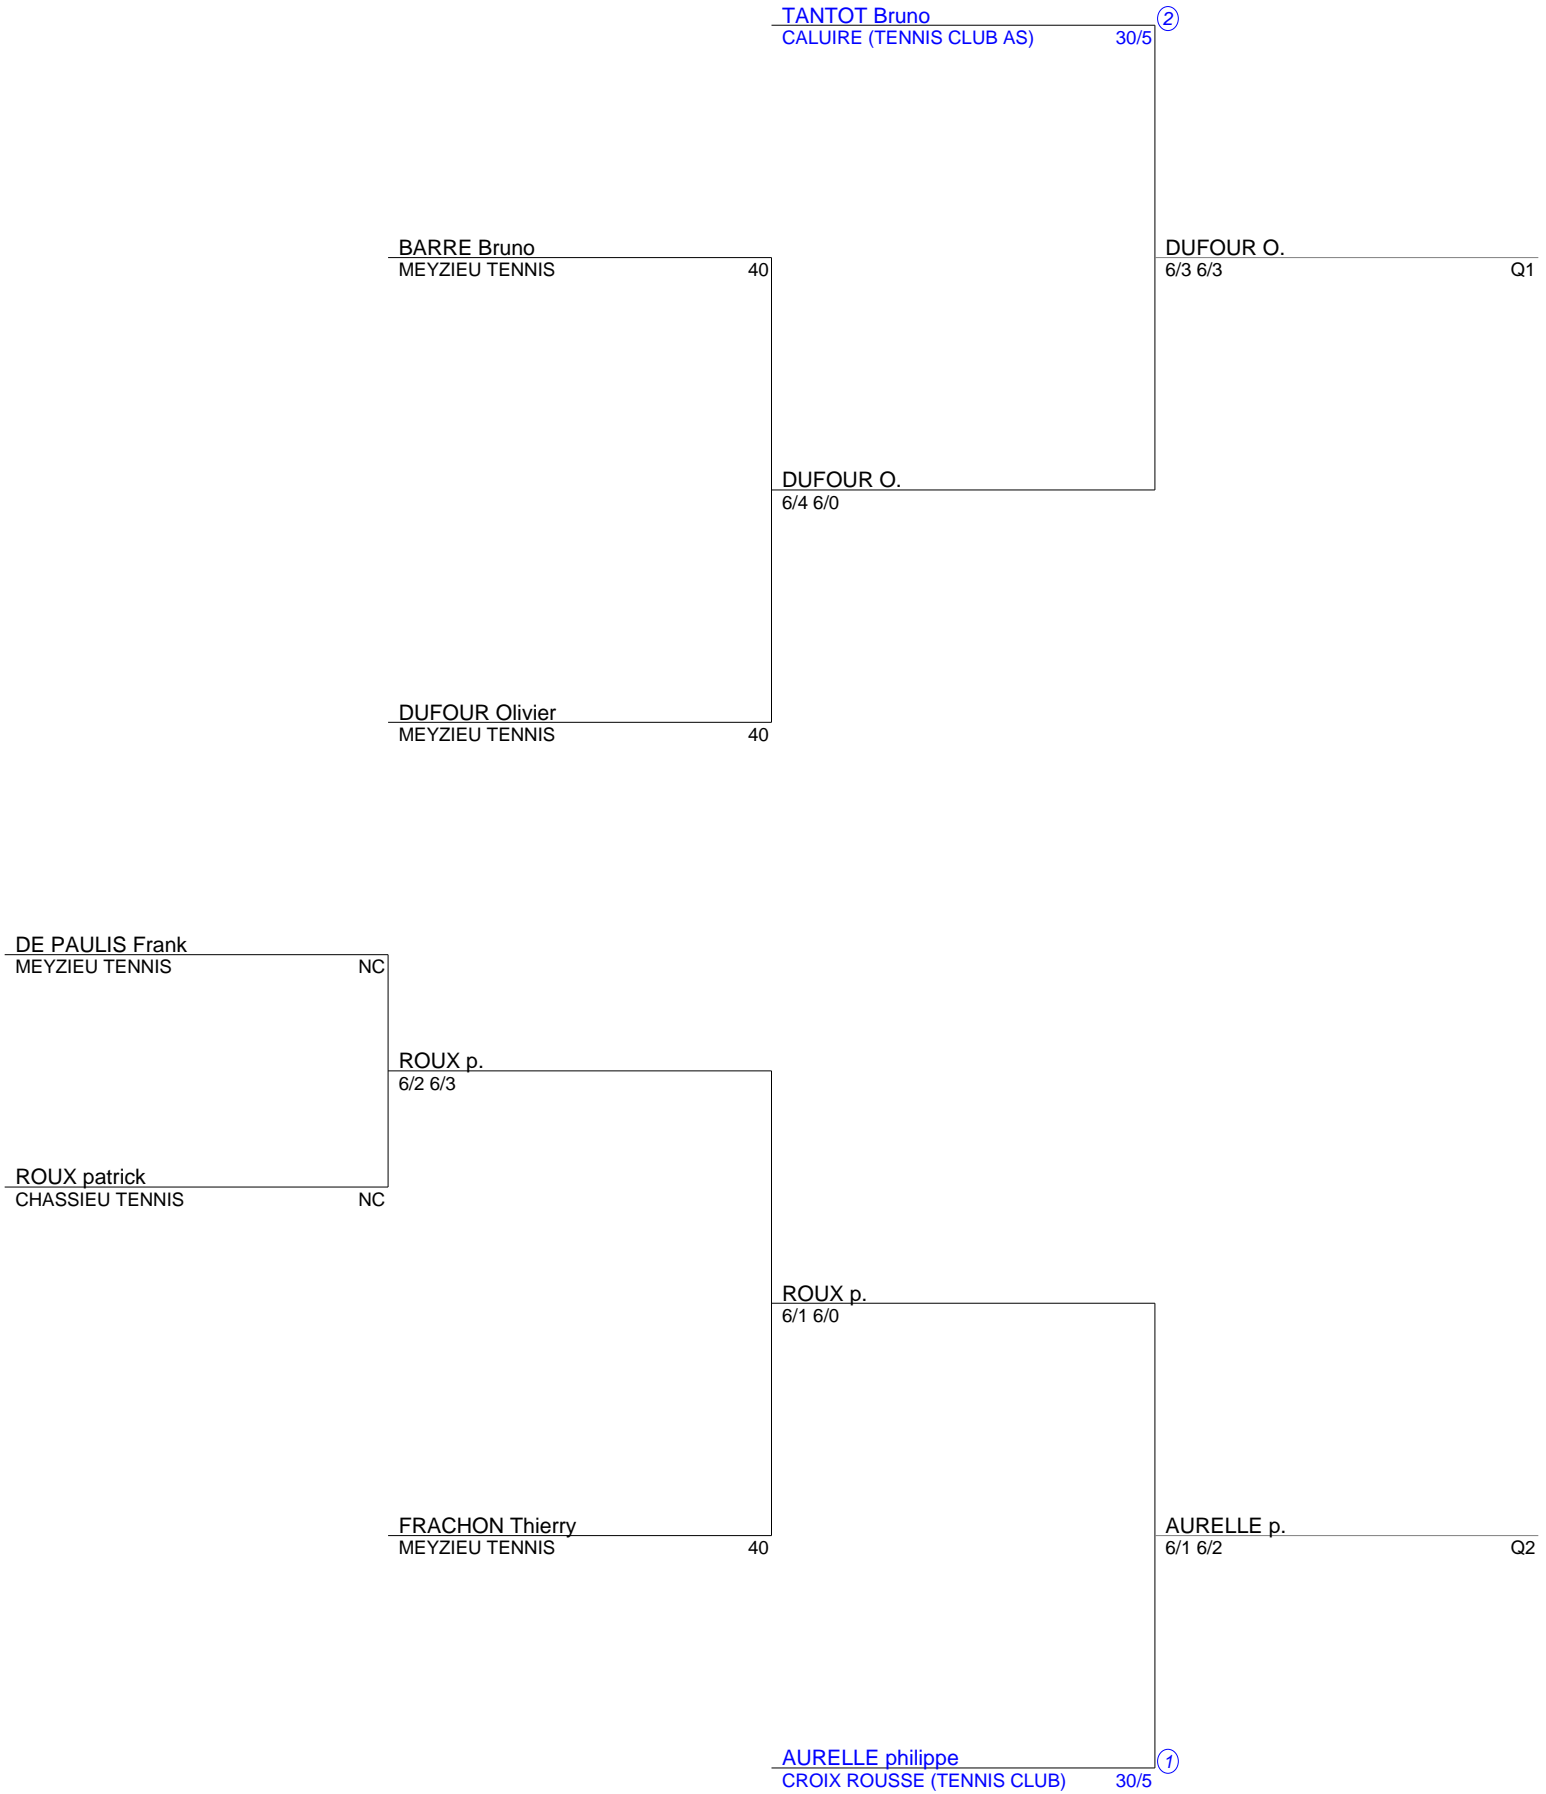 TANTOT Bruno 2
CALUIRE (TENNIS CLUB AS) 30/5
BARRE Bruno
MEYZIEU TENNIS 40
DUFOUR O.
6/3 6/3 Q1
DUFOUR O.
6/4 6/0
DUFOUR Olivier
MEYZIEU TENNIS 40
DE PAULIS Frank
MEYZIEU TENNIS NC
ROUX p.
6/2 6/3
ROUX patrick
CHASSIEU TENNIS NC
ROUX p.
6/1 6/0
FRACHON Thierry
MEYZIEU TENNIS 40
AURELLE p.
6/1 6/2 Q2
AURELLE philippe 1
CROIX ROUSSE (TENNIS CLUB) 30/5